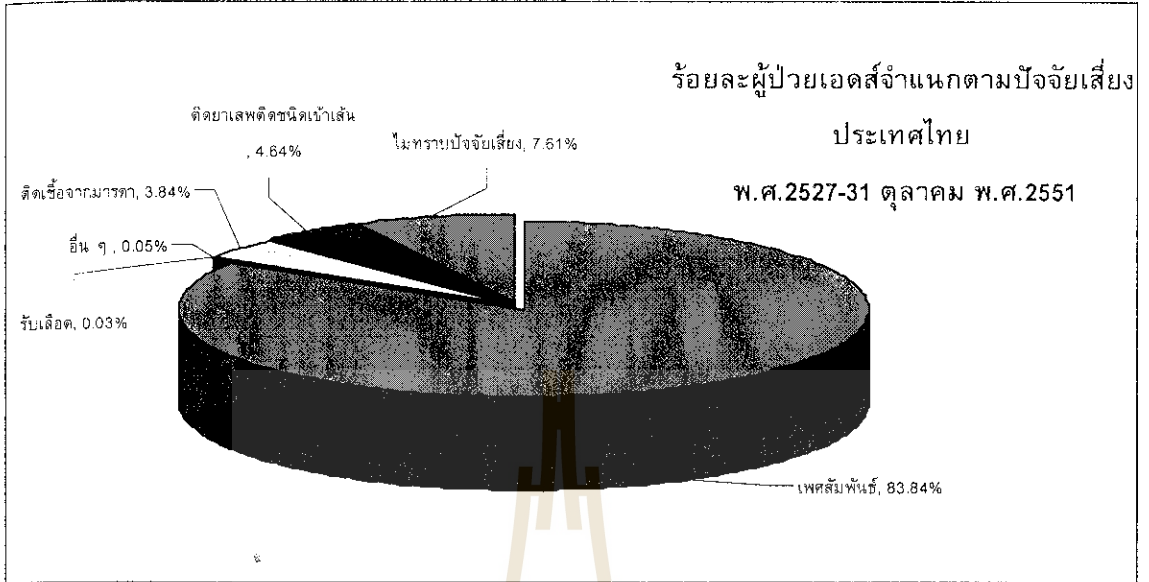 ร้อยละผู้ป่วยเอดส์จำแนกตามปัจจัยเสี่ยง
ประเทศไทย
พ.ศ.2527-31 ตุลาคม พ.ศ.2551
ติดยาเสพติดชนิดเข้าเส้น
, 4.64%
ไม่ทราบปัจจัยเสี่ยง, 7.61%
ติดเชื้อจากมารดา, 3.84%
อื่น ๆ , 0.05%
รับเลือด, 0.03%
เพศสัมพันธ์, 83.84%